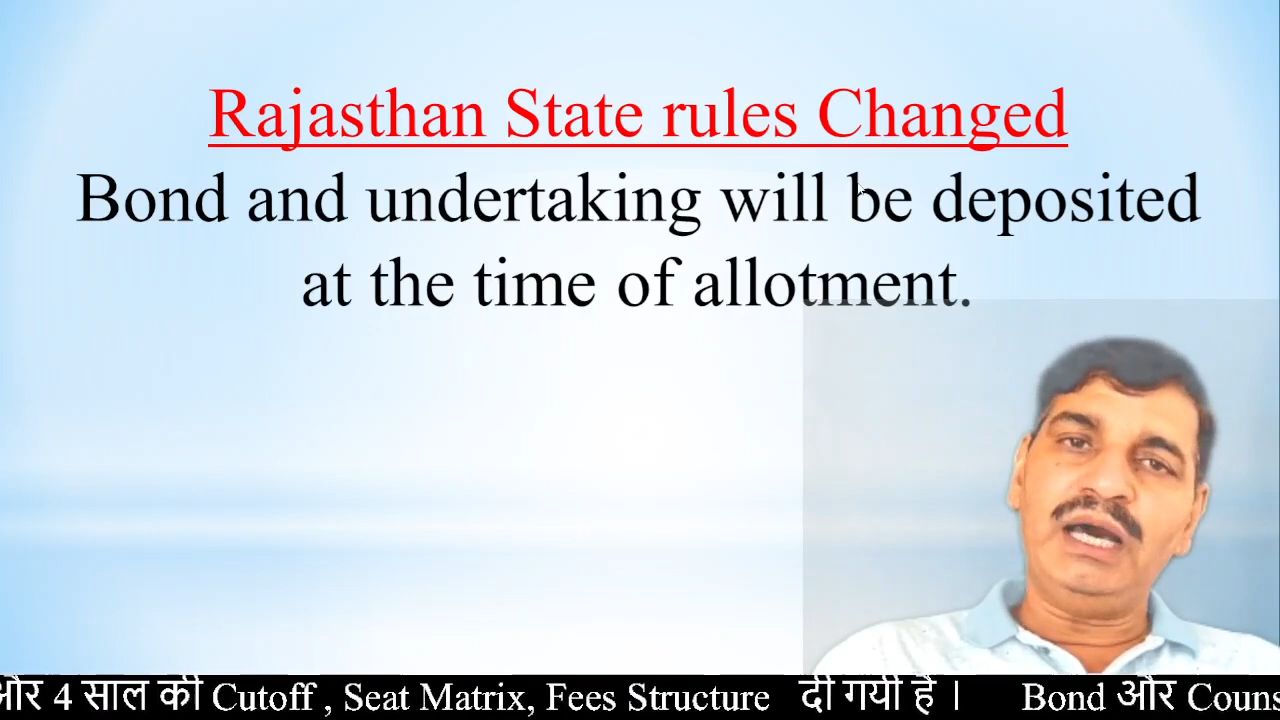 Rajasthan State rules Changed
Bond and undertaking will be deposited
at the time of allotment.
और 4 साल की Cutoff , Seat Matrix, Fees Structure दी गयी है । Bond और Couns